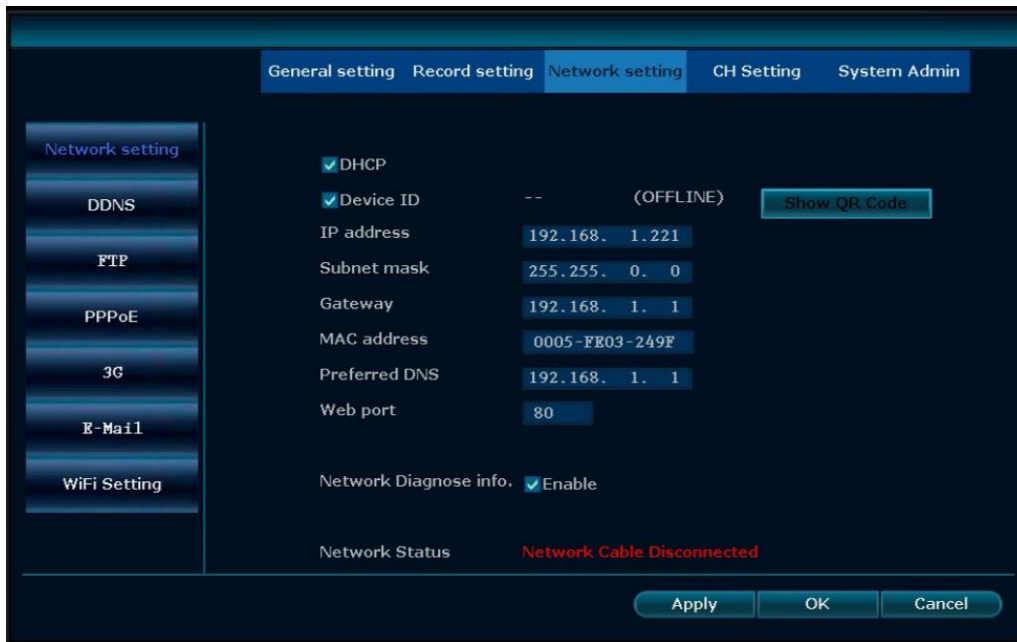 General setting Record setting Network setting CH Setting System Admin
Network setting
DDNS
FTP
PPPoE
3G
E-Mail
WiFi Setting
DHCP
Device ID -- (OFFLINE) Show QR Code
IP address 192.168. 1.221
Subnet mask 255.255. 0. 0
Gateway 192.168. 1. 1
MAC address 0005-FE03-249F
Preferred DNS 192.168. 1. 1
Web port 80
Network Diagnose info. Enable
Network Status Network Cable Disconnected
Apply OK Cancel